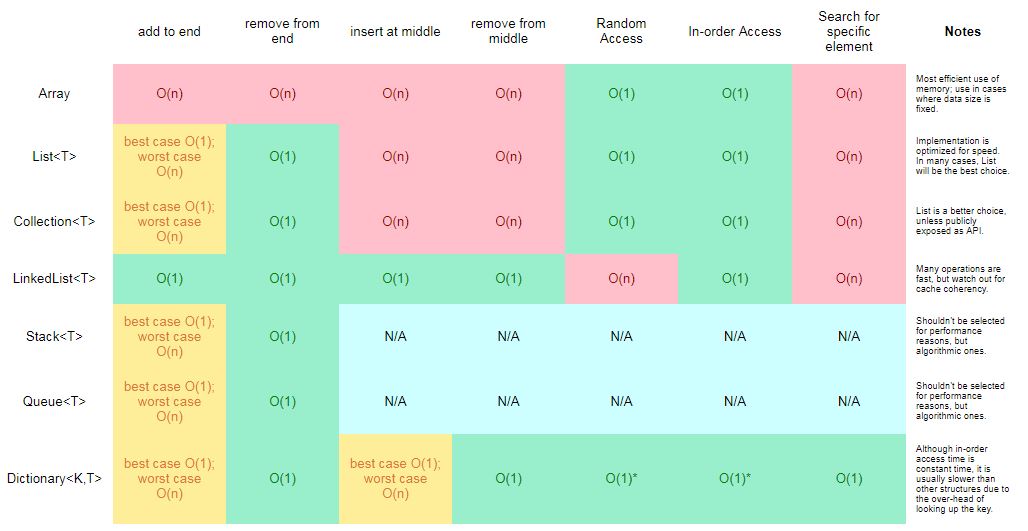 add to end
remove from
end
insert at middle
remove from
middle
Random
Access
In-order Access
Search for
specific
element
Notes
Array
O(n)
O(n)
O(n)
O(n)
O(1)
O(1)
O(n)
Most efficient use of
memory; use in cases
where data size is
fixed.
List<T>
best case O(1);
worst case
O(n)
O(1)
O(n)
O(n)
O(1)
O(1)
O(n)
Implementation is
optimized for speed.
In many cases, List
will be the best choice.
Collection<T>
best case O(1);
worst case
O(n)
O(1)
O(n)
O(n)
O(1)
O(1)
O(n)
List is a better choice,
unless publicly
exposed as API.
LinkedList<T>
O(1)
O(1)
O(1)
O(1)
O(n)
O(1)
O(n)
Many operations are
fast, but watch out for
cache coherency.
Stack<T>
best case O(1);
worst case
O(n)
O(1)
N/A
N/A
N/A
N/A
N/A
Shouldn't be selected
for performance
reasons, but
algorithmic ones.
Queue<T>
best case O(1);
worst case
O(n)
O(1)
N/A
N/A
N/A
N/A
N/A
Shouldn't be selected
for performance
reasons, but
algorithmic ones.
Dictionary<K,T>
best case O(1);
worst case
O(n)
O(1)
best case O(1);
worst case
O(n)
O(1)
O(1)*
O(1)*
O(1)
Although in-order
access time is
constant time, it is
usually slower than
other structures due to
the over-head of
looking up the key.